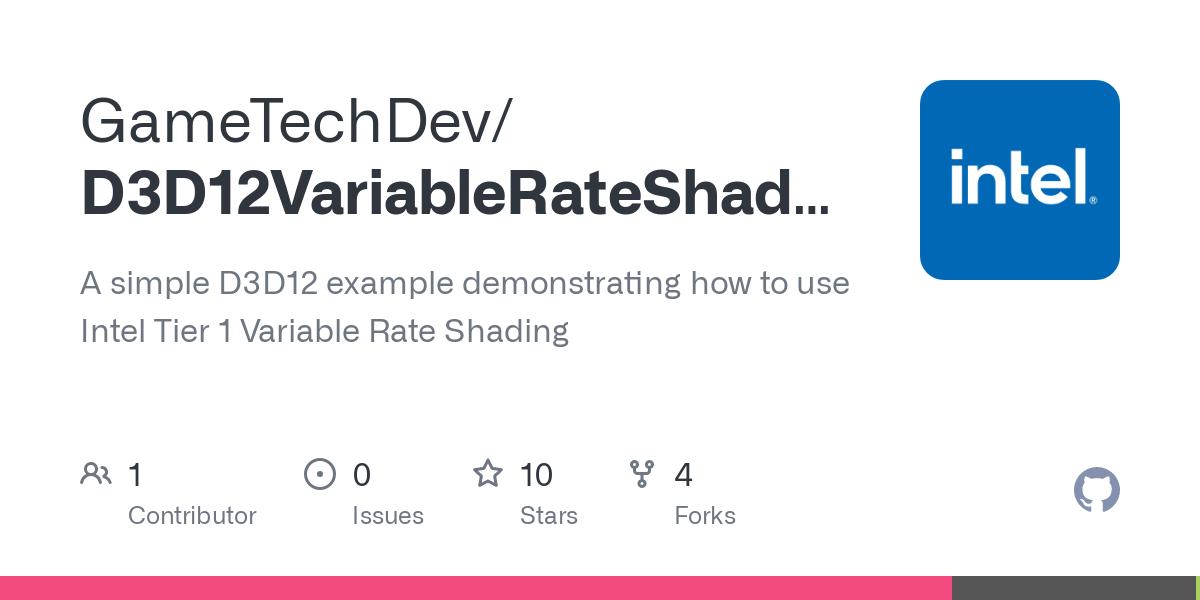 GameTechDev/
D3D12VariableRateShad...
intel®
A simple D3D12 example demonstrating how to use
Intel Tier 1 Variable Rate Shading
1
Contributor
0
Issues
10
Stars
4
Forks